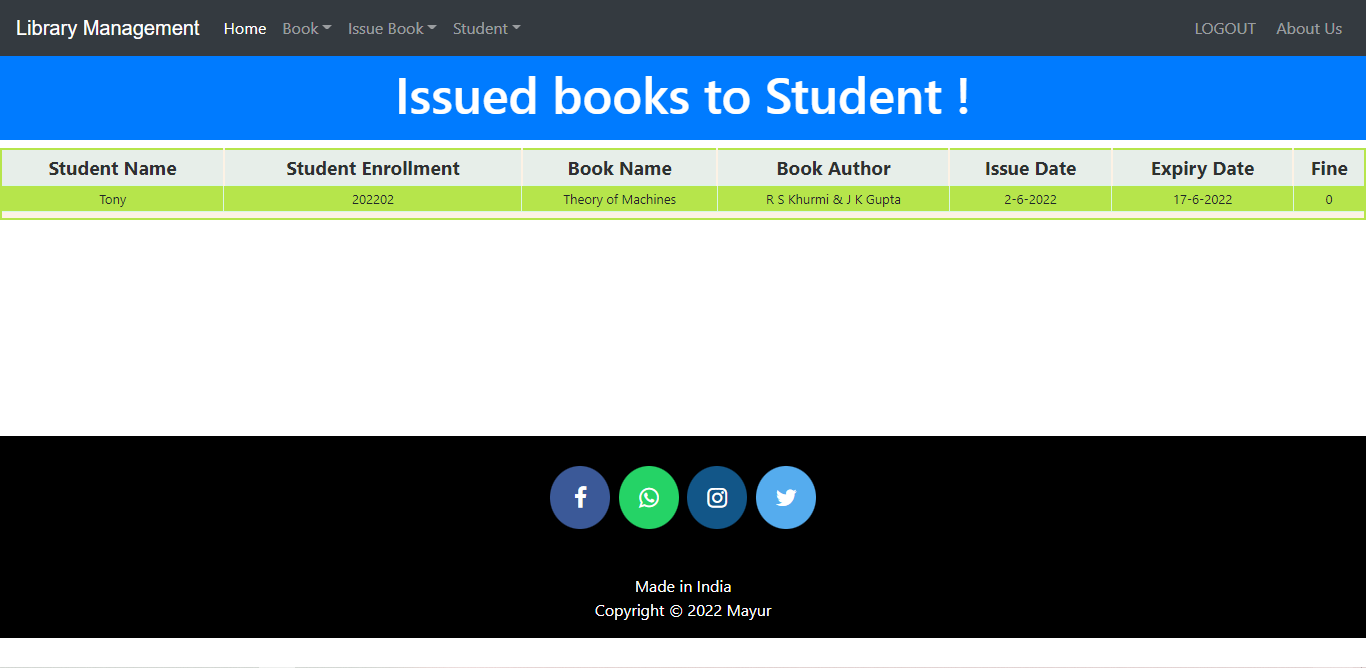 Library Management Home Book Issue Book Student LOGOUT About Us
Issued books to Student !
Student Name Student Enrollment Book Name Book Author Issue Date Expiry Date Fine
Tony 202202 Theory of Machines R S Khurmi & J K Gupta 2-6-2022 17-6-2022 0
Made in India
Copyright © 2022 Mayur